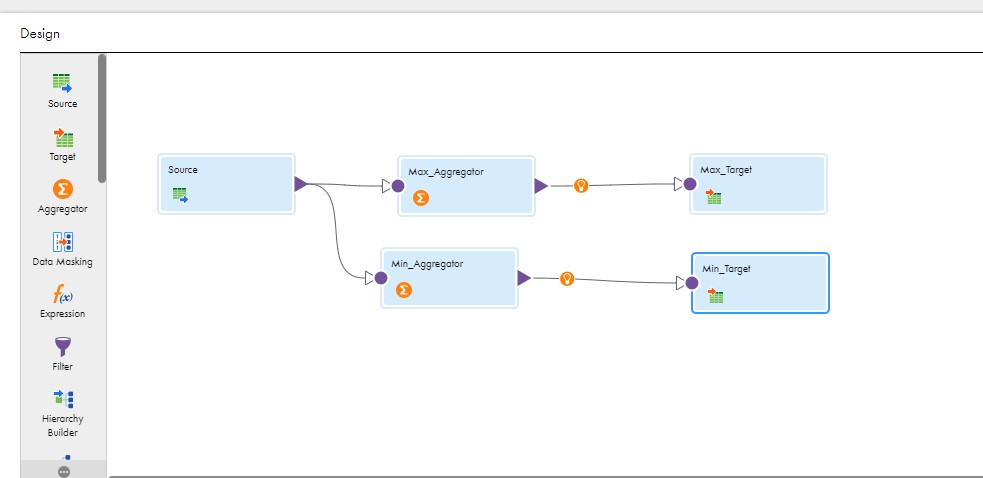 Design
Source
Target
Aggregator
Data Masking
Expression
Filter
Hierarchy
Builder
Source
Max_Aggregator
Max_Target
Min_Aggregator
Min_Target